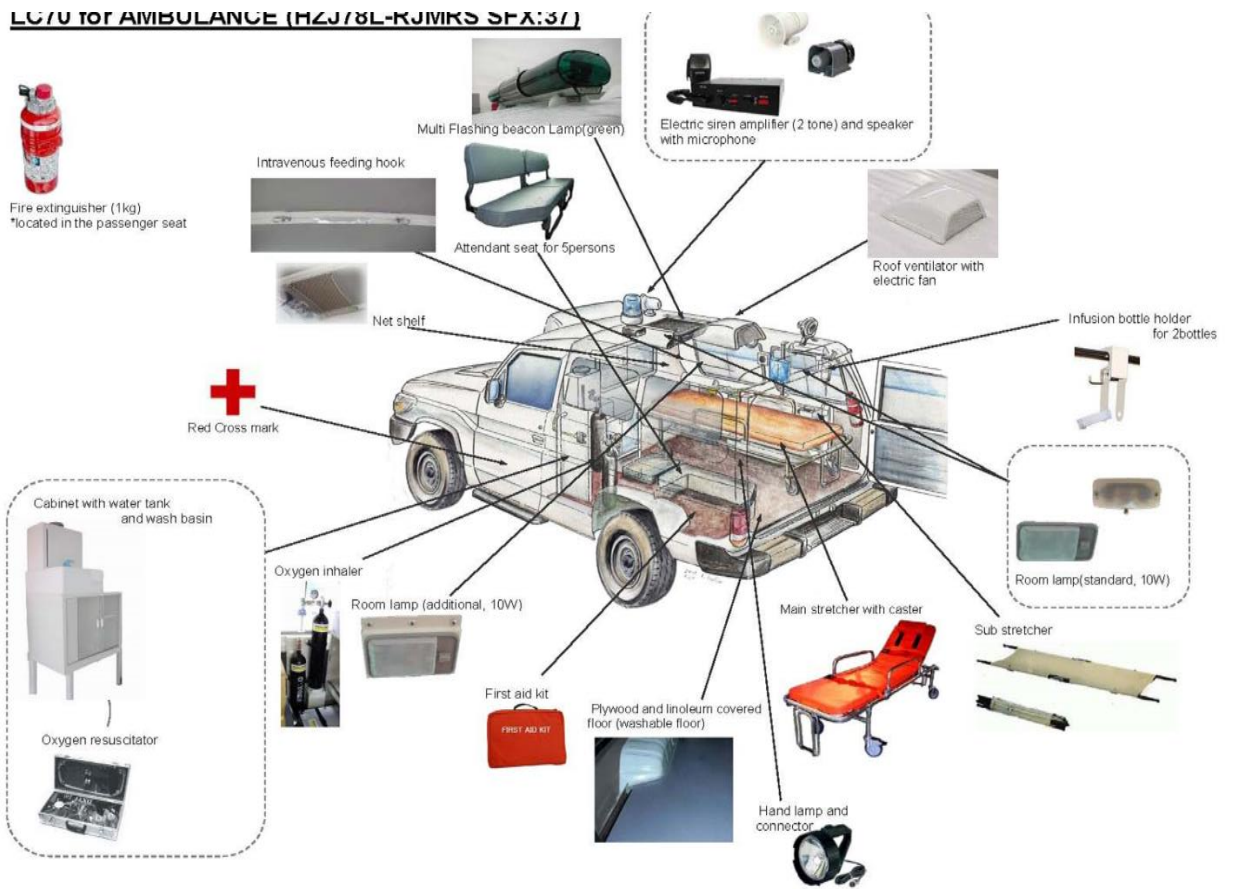 LC70 for AMBULANCE (HZJ78L-RJMRS SFX:37)
Multi Flashing beacon Lamp(green)
Electric siren amplifier (2 tone) and speaker
with microphone
Intravenous feeding hook
Fire extinguisher (1kg)
*located in the passenger seat
Attendant seat for 5persons
Roof ventilator with
electric fan
Net shelf
Infusion bottle holder
for 2bottles
Red Cross mark
Cabinet with water tank
and wash basin
Oxygen inhaler
Room lamp (additional, 10W)
Room lamp(standard, 10W)
Main stretcher with caster
Sub stretcher
First aid kit
FIRST AID KIT
Plywood and linoleum covered
floor (washable floor)
Oxygen resuscitator
Hand lamp and
connector